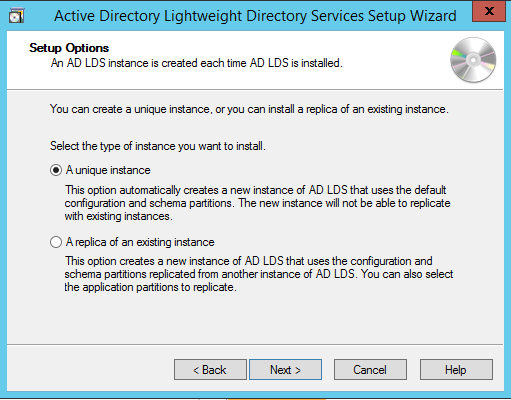 Active Directory Lightweight Directory Services Setup Wizard
x
Setup Options
An AD LDS instance is created each time AD LDS is installed.
You can create a unique instance, or you can install a replica of an existing instance.
Select the type of instance you want to install.
A unique instance
This option automatically creates a new instance of AD LDS that uses the default
configuration and schema partitions. The new instance will not be able to replicate
with existing instances.
A replica of an existing instance
This option creates a new instance of AD LDS that uses the configuration and
schema partitions replicated from another instance of AD LDS. You can also select
the application partitions to replicate.
< Back
Next >
Cancel
Help